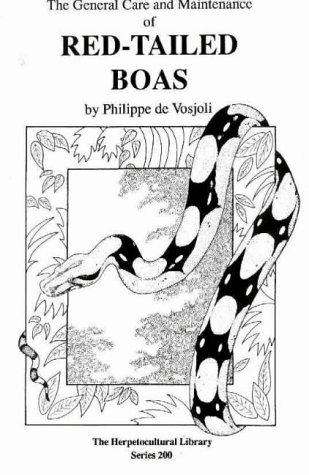 The General Care and Maintenance
of
RED-TAILED
BOAS
by Philippe de Vosjoli
The Herpetocultural Library
Series 200